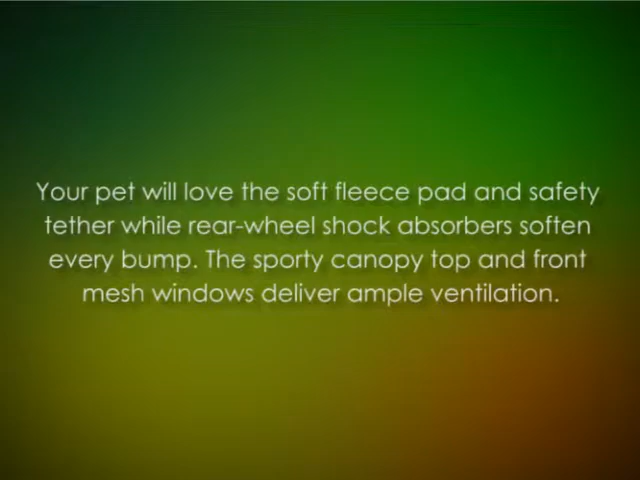 Your pet will love the soft fleece pad and safety
tether while rear-wheel shock absorbers soften
every bump. The sporty canopy top and front
mesh windows deliver ample ventilation.